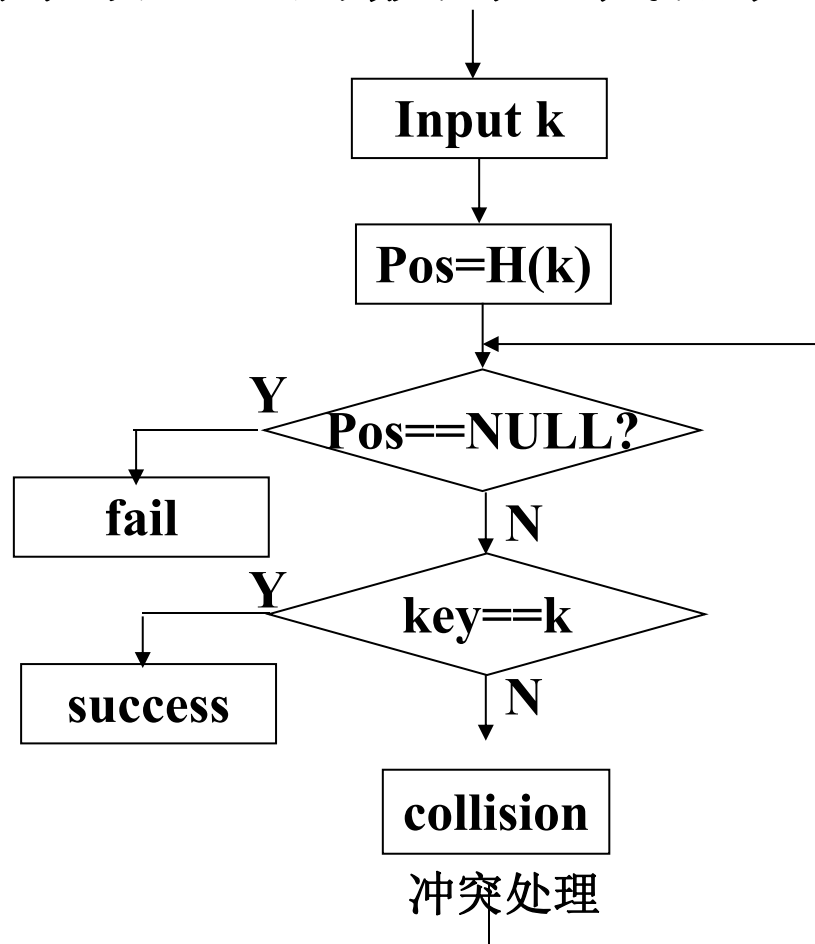 Input k
Pos=H(k)
Y
Pos==NULL?
fail
N
Y
key==k
success
N
collision
冲突处理